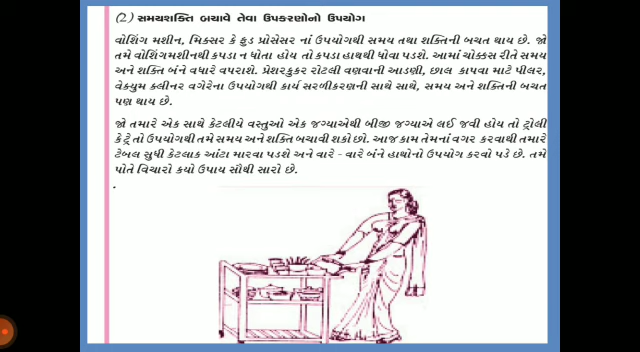 (2) સમયશક્તિ બચાવે તેવા ઉપકરણોનો ઉપયોગ
વોશિંગ મશીન, મિક્સર કે ફુડ પ્રોસેસર નાં ઉપયોગથી સમય તથા શક્તિની બચત થાય છે. જો
તમે વોશિંગમશીનથી કપડા ન ધોતા હોય તો કપડા હાથથી ધોવા પડશે. આમાં ચોક્કસ રીતે સમય
અને શક્તિ બંને વધારે વપરાશે. પ્રેશરકુકર રોટલી વણવાની આડણી, છાલ કાપવા માટે પીલર,
વેક્યુમ કલીનર વગેરેના ઉપયોગથી કાર્ય સરળીકરણની સાથે સાથે, સમય અને શક્તિની બચત
પણ થાય છે.
જો તમારે એક સાથે કેટલીયે વસ્તુઓ એક જગ્યાએથી બીજી જગ્યાએ લઈ જવી હોય તો ટ્રોલી
કે ટ્રે તો ઉપયોગથી તમે સમય અને શક્તિ બચાવી શકો છો. આજ કામ તેમનાં વગર કરવાથી તમારે
ટેબલ સુધી કેટલાક આંટા મારવા પડશે અને વારે - વારે બંને હાથોનો ઉપયોગ કરવો પડે છે. તમે
પોતે વિચારો કયો ઉપાય સૌથી સારો છે.